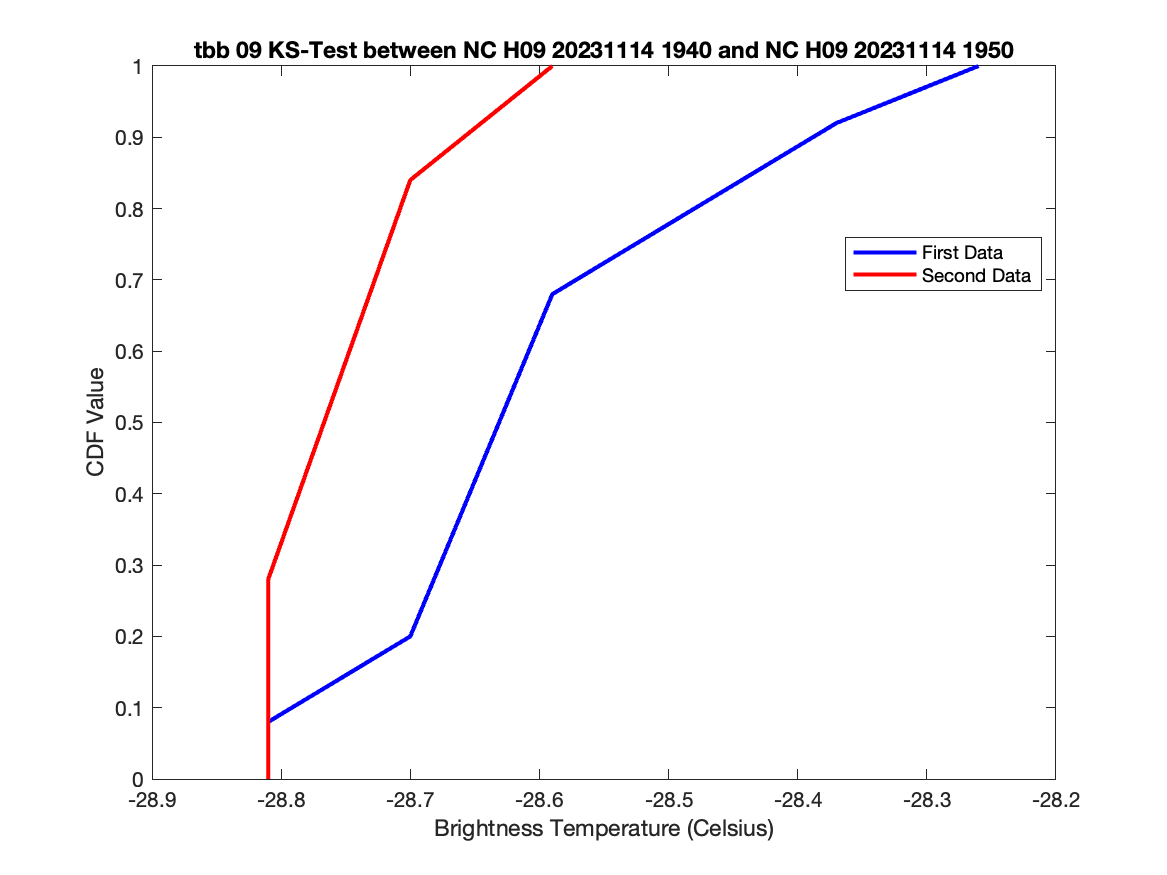 tbb 09 KS-Test between NC H09 20231114 1940 and NC H09 20231114 1950
1
0.9
0.8
0.7
0.6
0.5
0.4
0.3
0.2
0.1
0
CDF Value
First Data
Second Data
-28.9 -28.8 -28.7 -28.6 -28.5 -28.4 -28.3 -28.2
Brightness Temperature (Celsius)